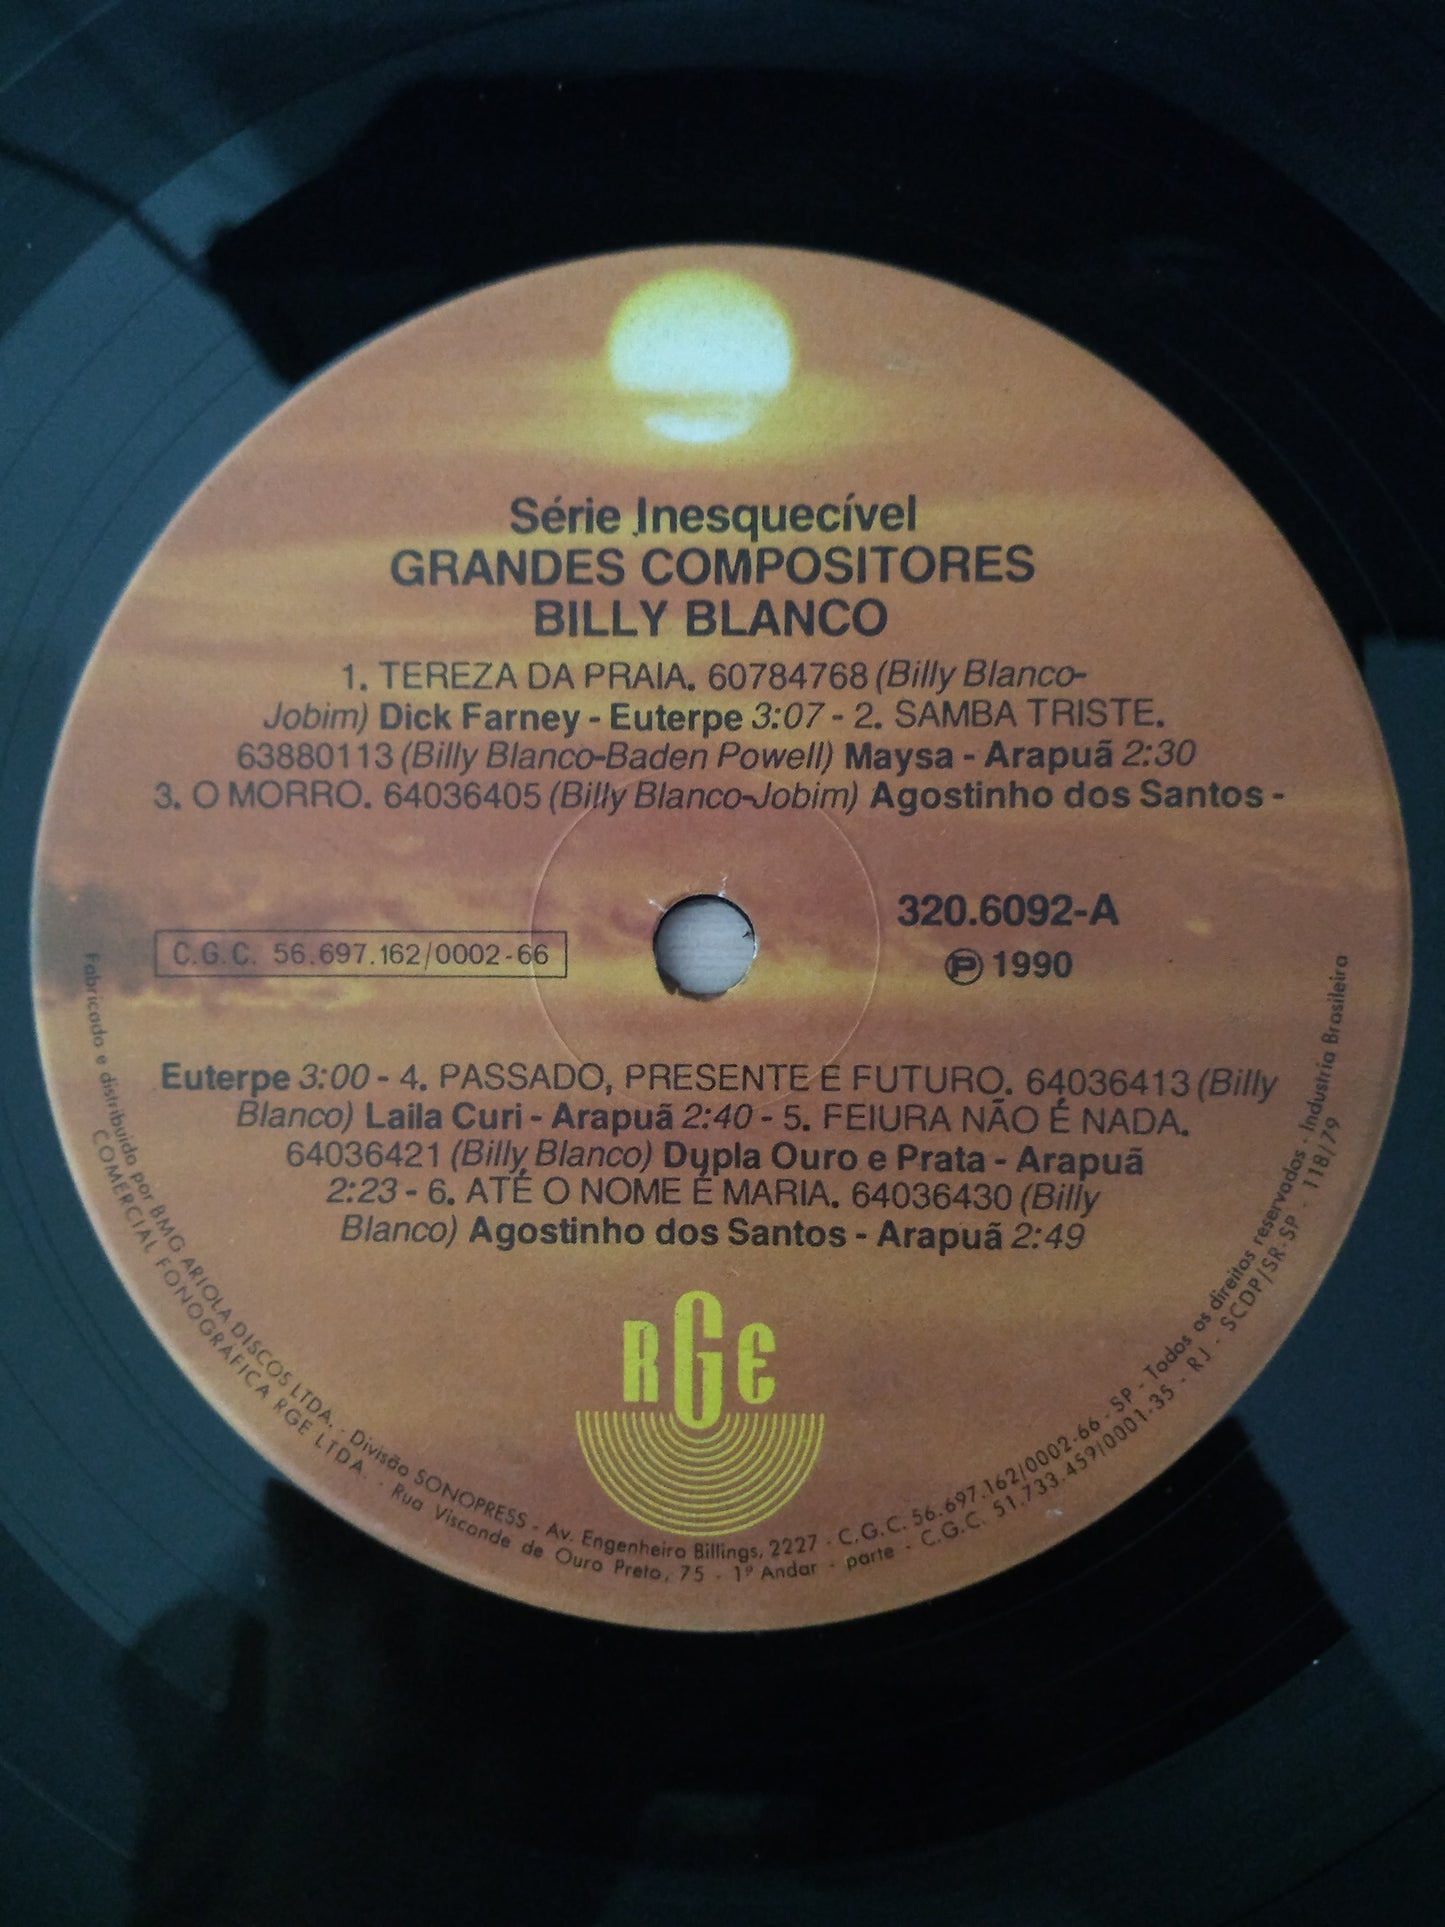 Série Inesquecível
GRANDES COMPOSITORES
BILLY BLANCO
1. TEREZA DA PRAIA. 60784768 (Billy Blanco-
Jobim) Dick Farney - Euterpe 3:07 - 2. SAMBA TRISTE.
63880113 (Billy Blanco-Baden Powell) Maysa - Arapuã 2:30
3. O MORRO. 64036405 (Billy Blanco-Jobim) Agostinho dos Santos -
320.6092-A
C.G.C. 56.697.162/0002-66
Ⓟ 1990
Euterpe 3:00 - 4. PASSADO, PRESENTE E FUTURO. 64036413 (Billy
Blanco) Laila Curi - Arapuã 2:40 - 5. FEIURA NÃO É NADA.
64036421 (Billy Blanco) Dupla Ouro e Prata - Arapuã
2:23 - 6. ATÉ O NOME É MARIA. 64036430 (Billy
Blanco) Agostinho dos Santos - Arapuã 2:49
RGE
Fabricado e distribuido por BMG ARIOLA DISCOS LTDA. - Divisão SONOPRESS - Av. Engenheiro Billings, 2227 - C.G.C. 56.697.162/0002-66 - SP - Todos os direitos reservados - Industria Brasileira
COMERCIAL FONOGRAFICA RGE LTDA. - Rua Visconde de Ouro Preto, 75 - 1º Andar - parte - C.G.C. 51.733.459/0001-35 - RJ - SCDP/SR-SP - 118/79